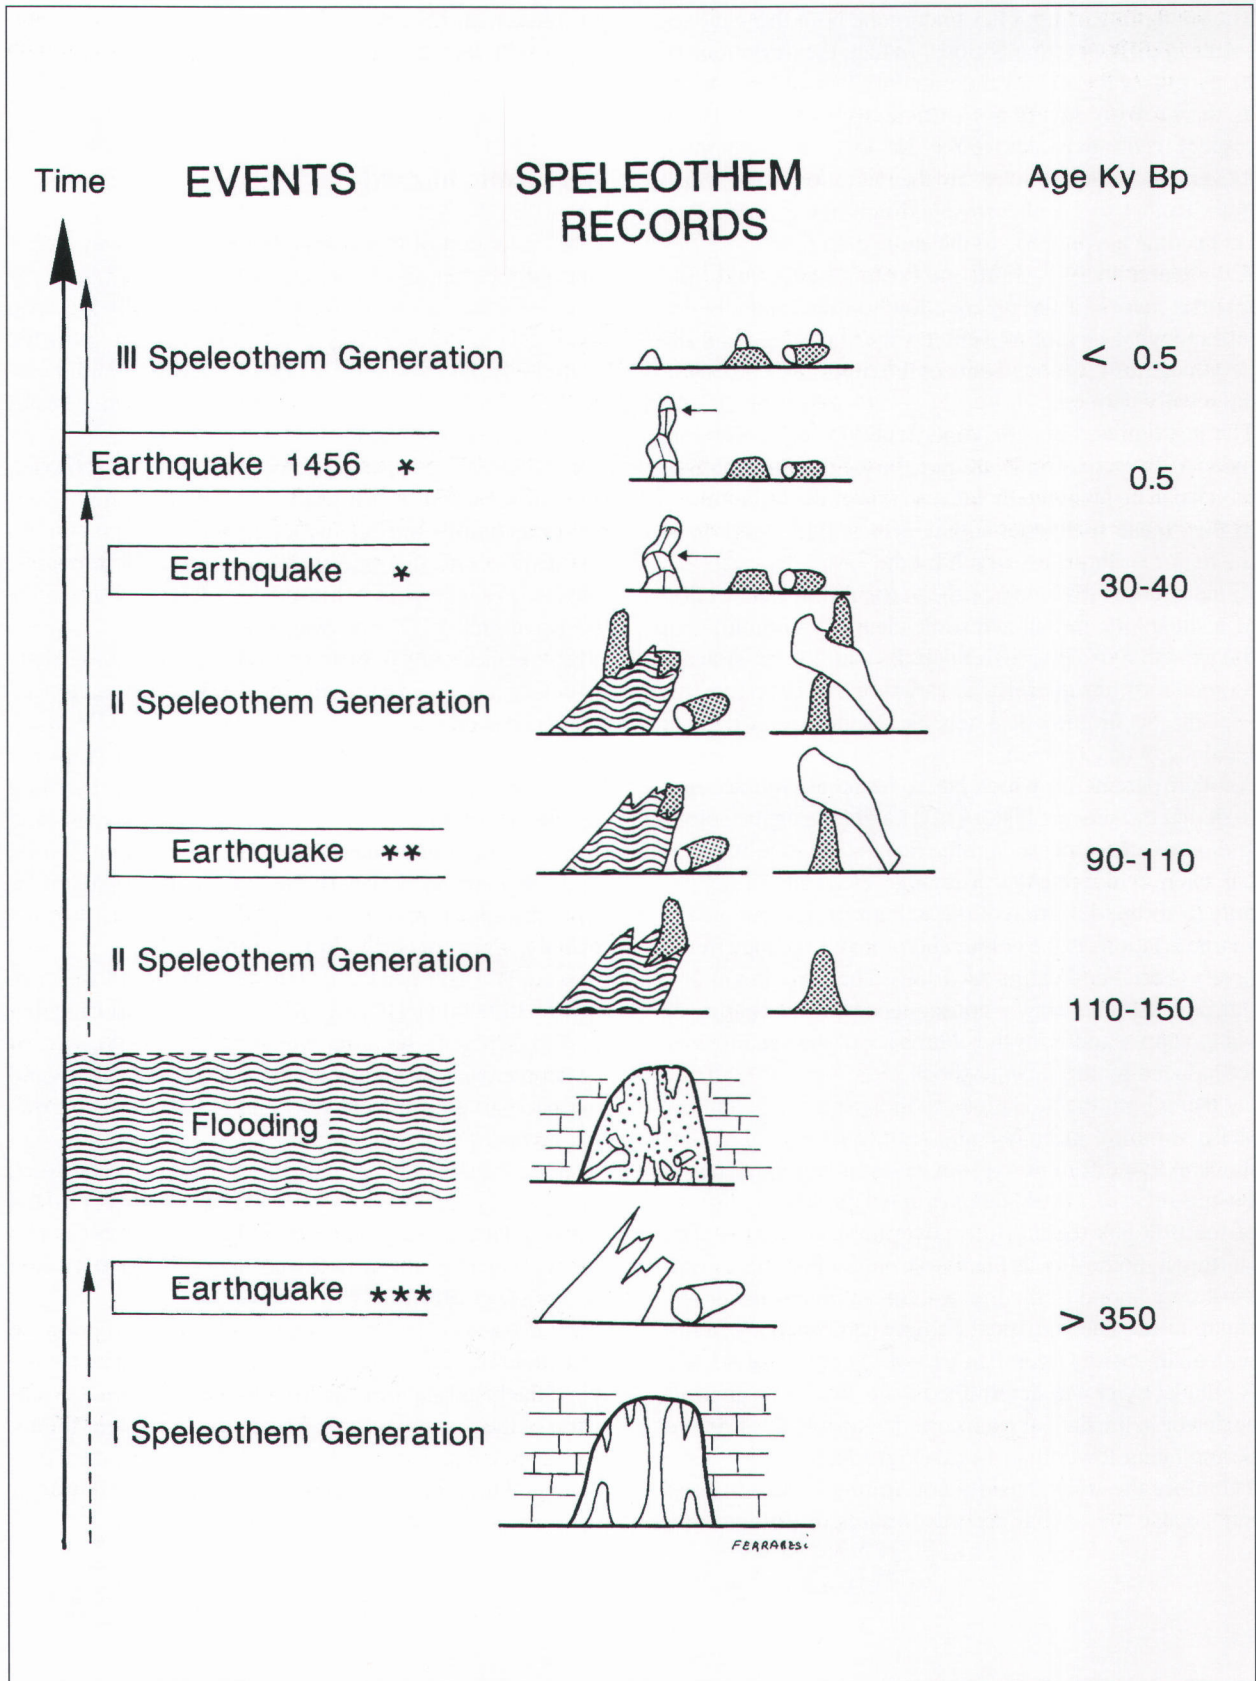 Time EVENTS SPELEOTHEM RECORDS Age Ky Bp
III Speleothem Generation < 0.5
Earthquake 1456 * 0.5
Earthquake * 30-40
II Speleothem Generation
Earthquake ** 90-110
II Speleothem Generation 110-150
Flooding
Earthquake *** > 350
I Speleothem Generation
FERRARESi